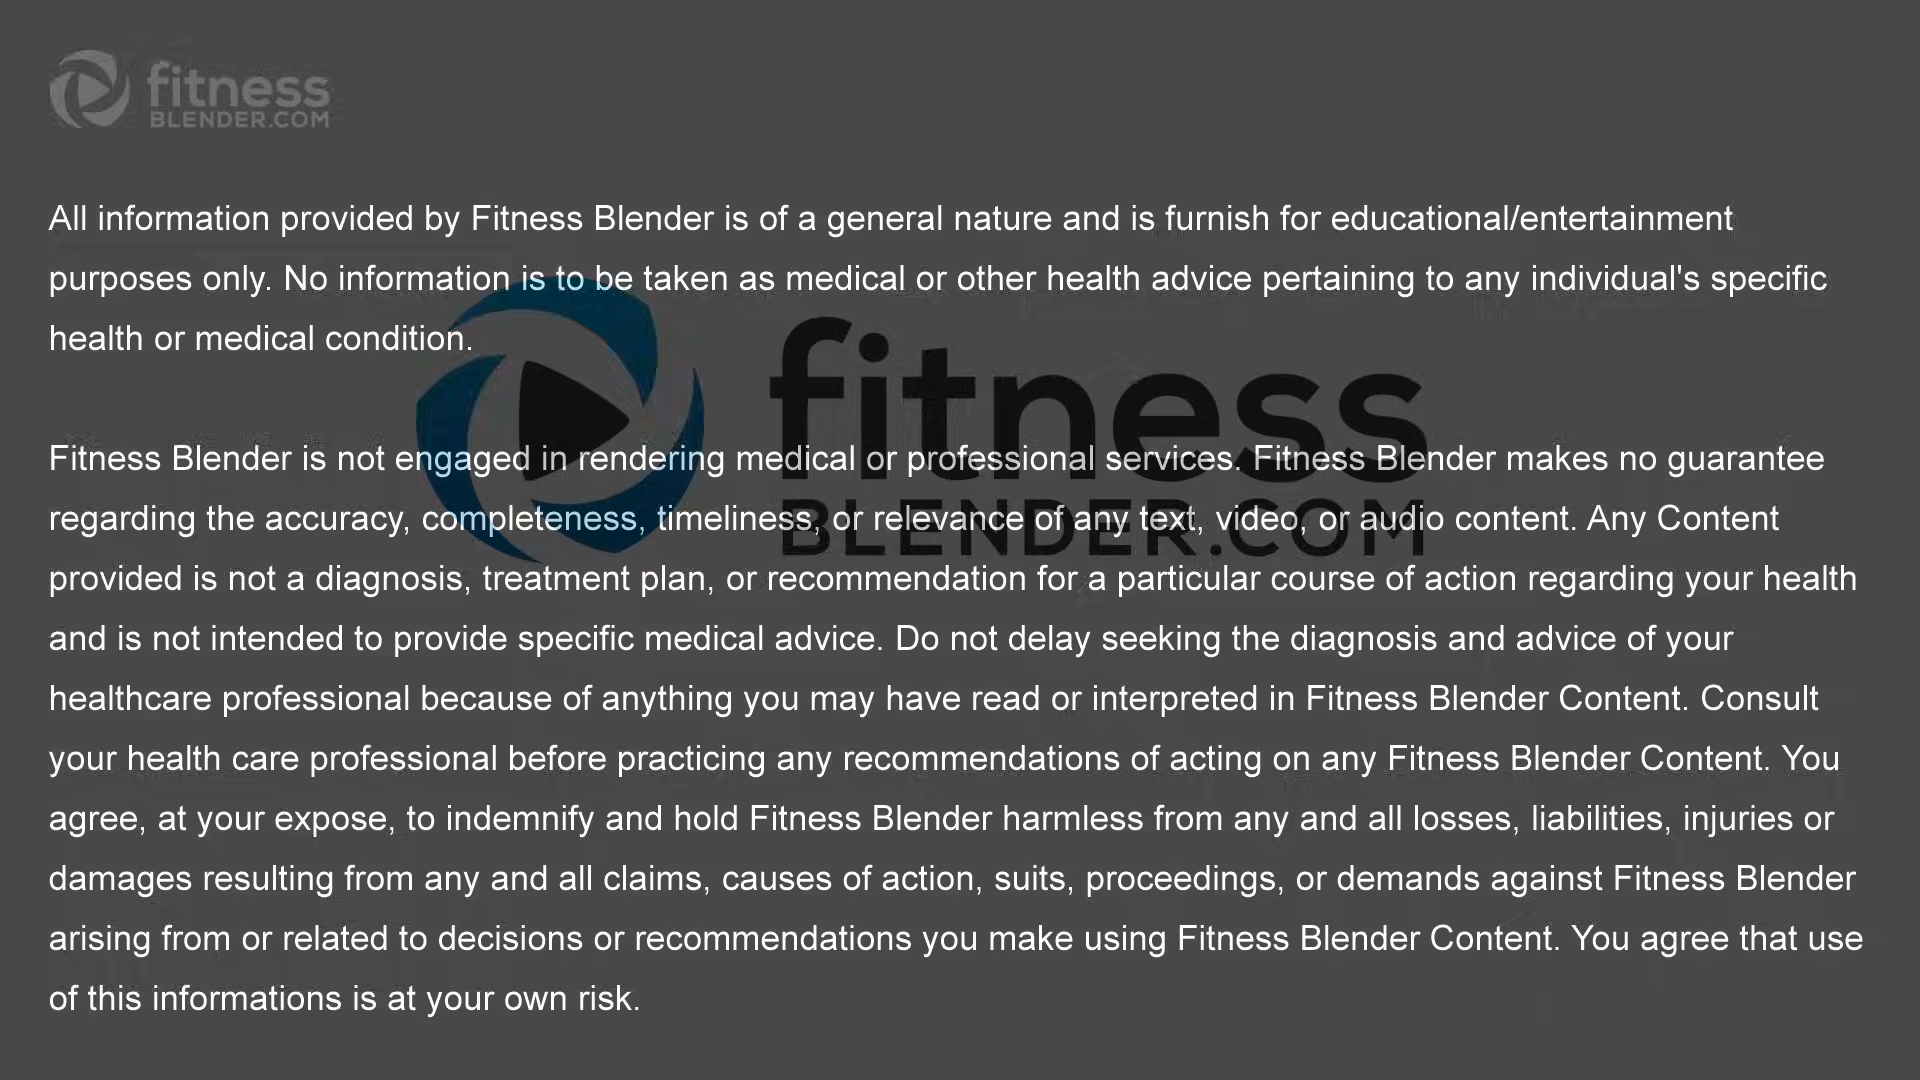 fitness
BLENDER.COM
All information provided by Fitness Blender is of a general nature and is furnish for educational/entertainment
purposes only. No information is to be taken as medical or other health advice pertaining to any individual's specific
health or medical condition.
fitness
BLENDER.COM
Fitness Blender is not engaged in rendering medical or professional services. Fitness Blender makes no guarantee
regarding the accuracy, completeness, timeliness, or relevance of any text, video, or audio content. Any Content
provided is not a diagnosis, treatment plan, or recommendation for a particular course of action regarding your health
and is not intended to provide specific medical advice. Do not delay seeking the diagnosis and advice of your
healthcare professional because of anything you may have read or interpreted in Fitness Blender Content. Consult
your health care professional before practicing any recommendations of acting on any Fitness Blender Content. You
agree, at your expose, to indemnify and hold Fitness Blender harmless from any and all losses, liabilities, injuries or
damages resulting from any and all claims, causes of action, suits, proceedings, or demands against Fitness Blender
arising from or related to decisions or recommendations you make using Fitness Blender Content. You agree that use
of this informations is at your own risk.